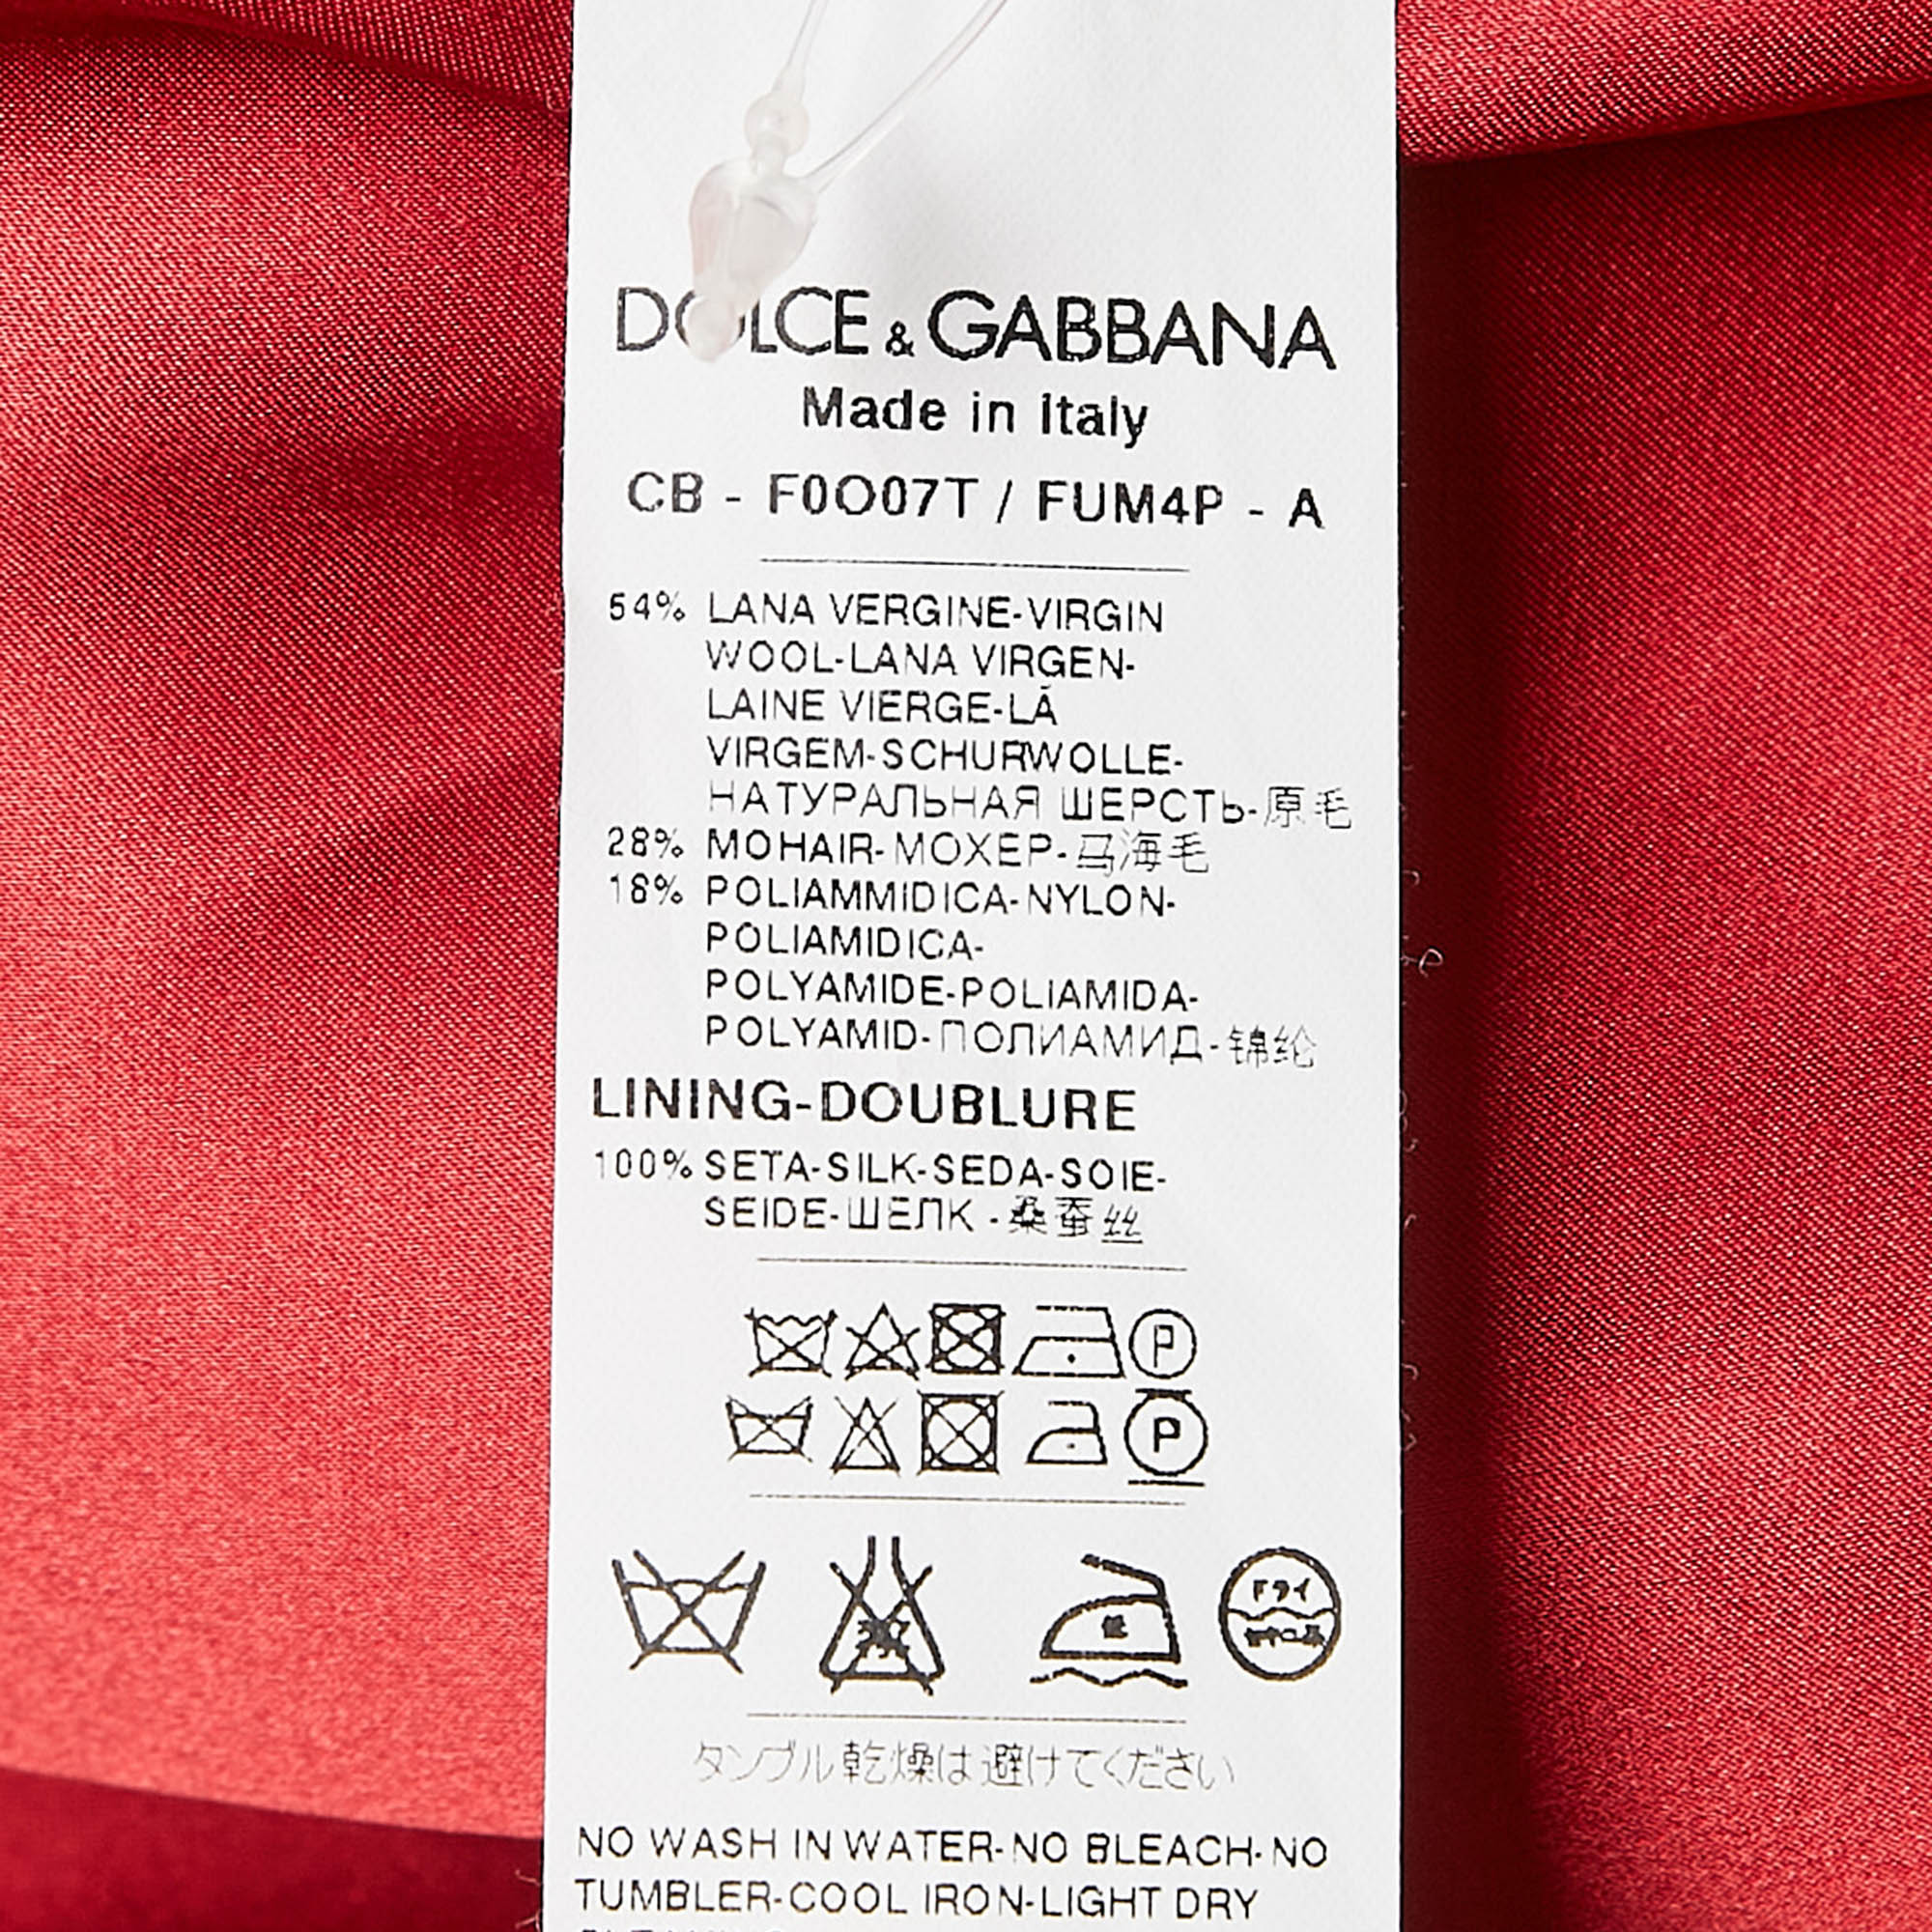 DOLCE & GABBANA
Made in Italy
CB - F0O07T / FUM4P - A
54% LANA VERGINE-VIRGIN
WOOL-LANA VIRGEN-
LAINE VIERGE-LÃ
VIRGEM-SCHURWOLLE-
НАТУРАЛЬНАЯ ШЕРСТЬ-原毛
28% MOHAIR-МОХЕР-马海毛
18% POLIAMMIDICA-NYLON-
POLIAMIDICA-
POLYAMIDE-POLIAMIDA-
POLYAMID-ПОЛИАМИД-锦纶
LINING-DOUBLURE
100% SETA-SILK-SEDA-SOIE-
SEIDE-ШЕЛК -桑蚕丝
P
P
ドライ
タンブル乾燥は避けてください
NO WASH IN WATER-NO BLEACH-NO
TUMBLER-COOL IRON-LIGHT DRY